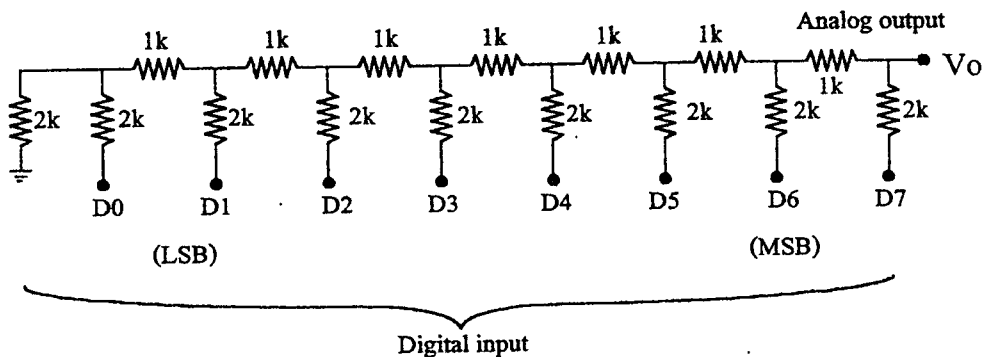 Analog output
1k 1k 1k 1k 1k 1k
Vo
1k
2k 2k 2k 2k 2k 2k 2k 2k 2k
D0 D1 D2 D3 D4 D5 D6 D7
(LSB) (MSB)
Digital input